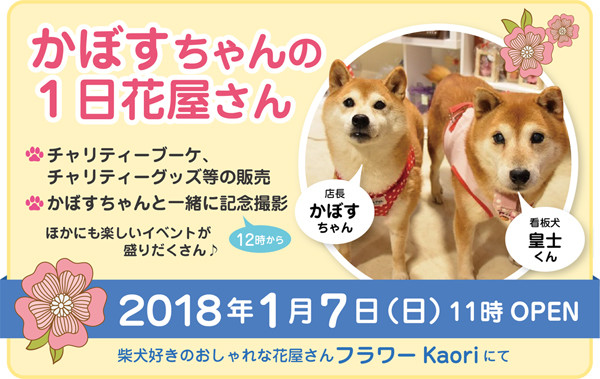 かぼすちゃんの
1日花屋さん
チャリティーブーケ、
チャリティーグッズ等の販売
かぼすちゃんと一緒に記念撮影
ほかにも楽しいイベントが
盛りだくさん♪
12時から
店長
かぼす
ちゃん
看板犬
皇士
くん
2018年1月7日(日)11時 OPEN
柴犬好きのおしゃれな花屋さんフラワー Kaoriにて